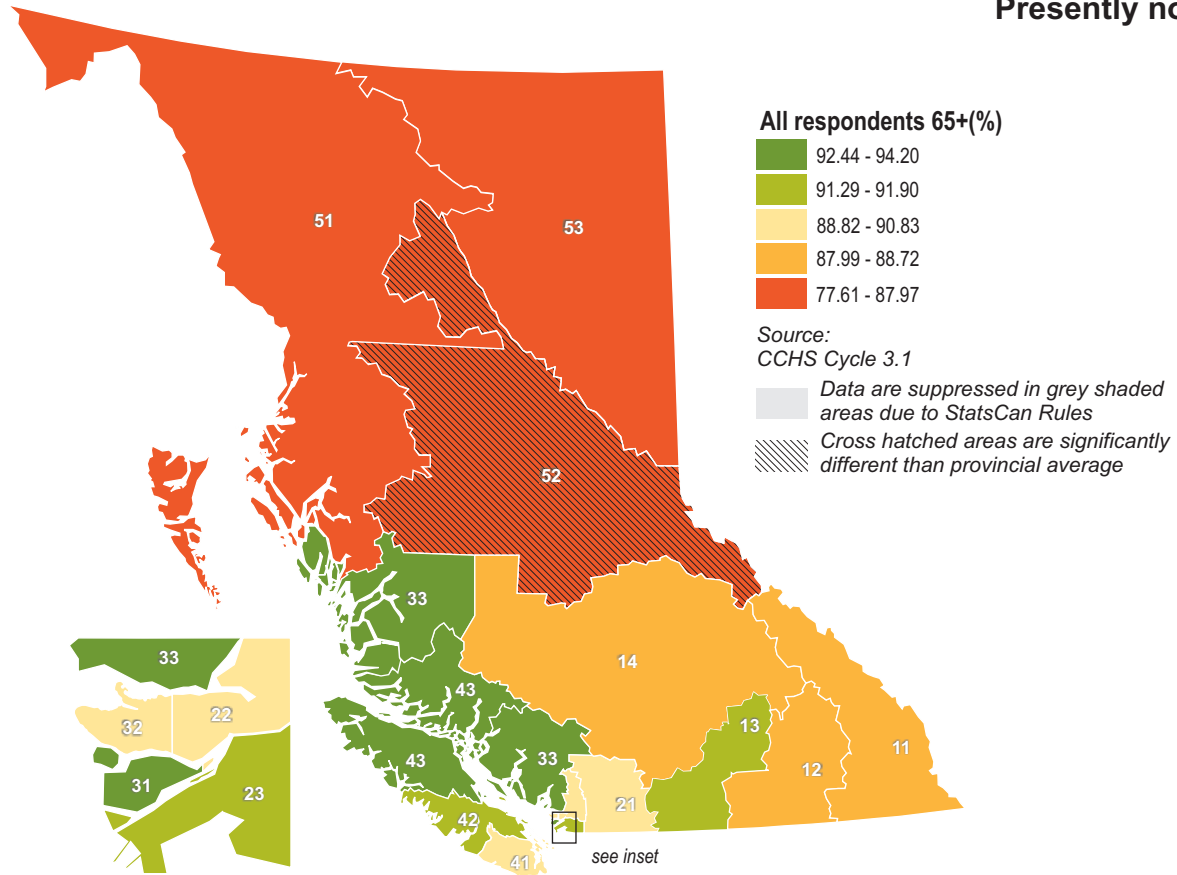 Presently no
All respondents 65+(%)
92.44 - 94.20
91.29 - 91.90
88.82 - 90.83
87.99 - 88.72
77.61 - 87.97
Source:
CCHS Cycle 3.1
Data are suppressed in grey shaded
areas due to StatsCan Rules
Cross hatched areas are significantly
different than provincial average
51
53
52
33
14
43
13
11
43
33
12
21
42
41
see inset
33
32
22
31
23